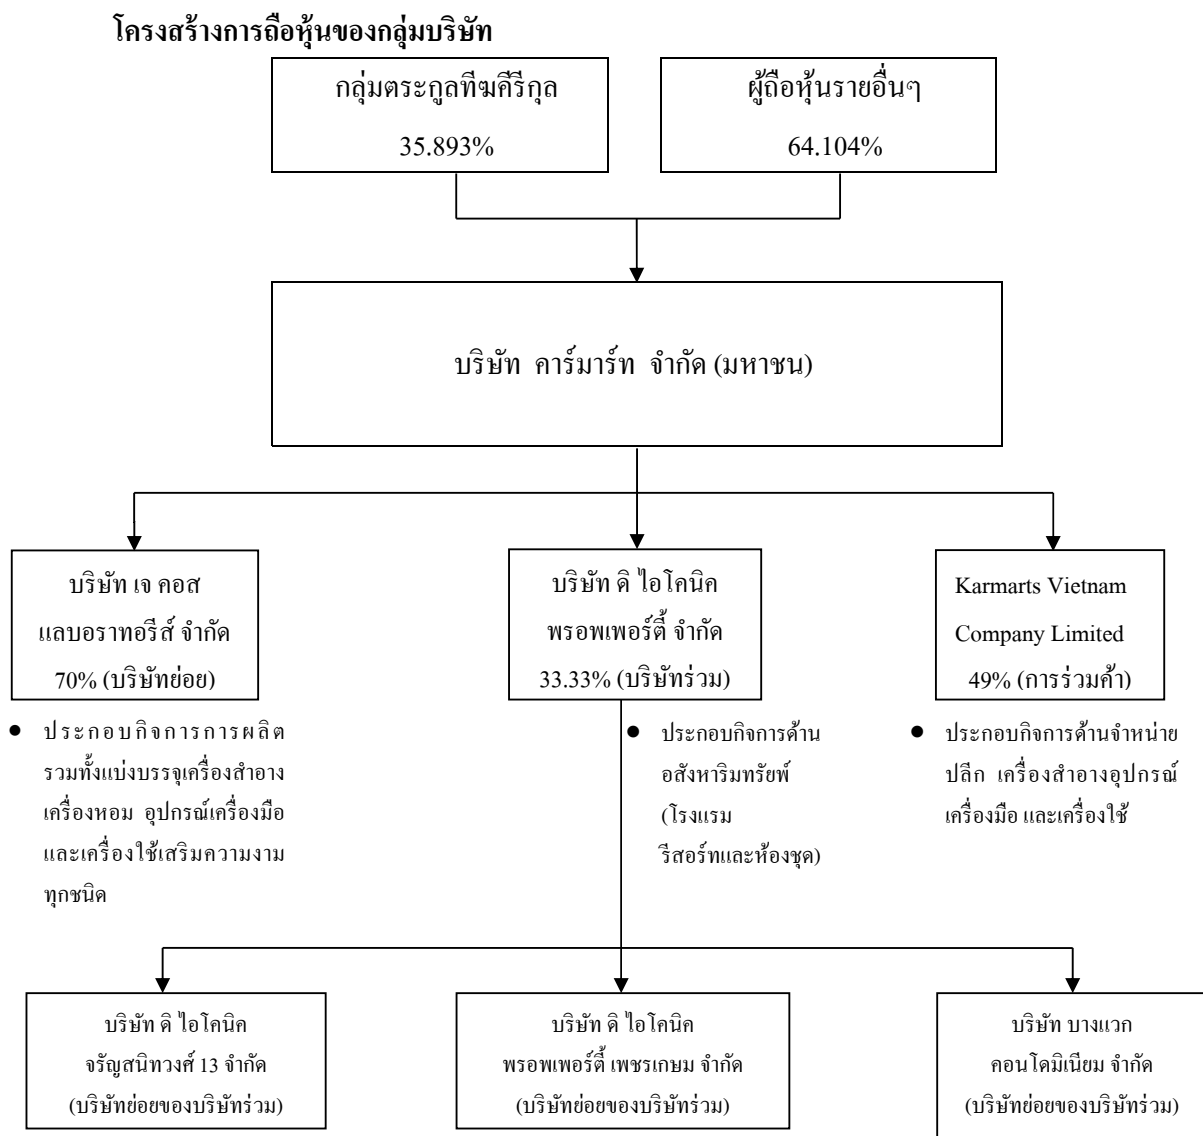 โครงสร้างการถือหุ้นของกลุ่มบริษัท
กลุ่มตระกูลทีฆคีรีกุล
35.893%
ผู้ถือหุ้นรายอื่นๆ
64.104%
บริษัท คาร์มาร์ท จำกัด (มหาชน)
บริษัท เจ คอส
แลบอราทอรีส์ จำกัด
70% (บริษัทย่อย)
บริษัท ดิ ไอโคนิค
พรอพเพอร์ตี้ จำกัด
33.33% (บริษัทร่วม)
Karmarts Vietnam
Company Limited
49% (การร่วมค้า)
● ประกอบกิจการการผลิต
รวมทั้งแบ่งบรรจุเครื่องสำอาง
เครื่องหอม อุปกรณ์เครื่องมือ
และเครื่องใช้เสริมความงาม
ทุกชนิด
● ประกอบกิจการด้าน
อสังหาริมทรัยพ์
(โรงแรม
รีสอร์ทและห้องชุด)
● ประกอบกิจการด้านจำหน่าย
ปลีก เครื่องสำอางอุปกรณ์
เครื่องมือ และเครื่องใช้
บริษัท ดิ ไอโคนิค
จรัญสนิทวงศ์ 13 จำกัด
(บริษัทย่อยของบริษัทร่วม)
บริษัท ดิ ไอโคนิค
พรอพเพอร์ตี้ เพชรเกษม จำกัด
(บริษัทย่อยของบริษัทร่วม)
บริษัท บางแวก
คอนโดมิเนียม จำกัด
(บริษัทย่อยของบริษัทร่วม)